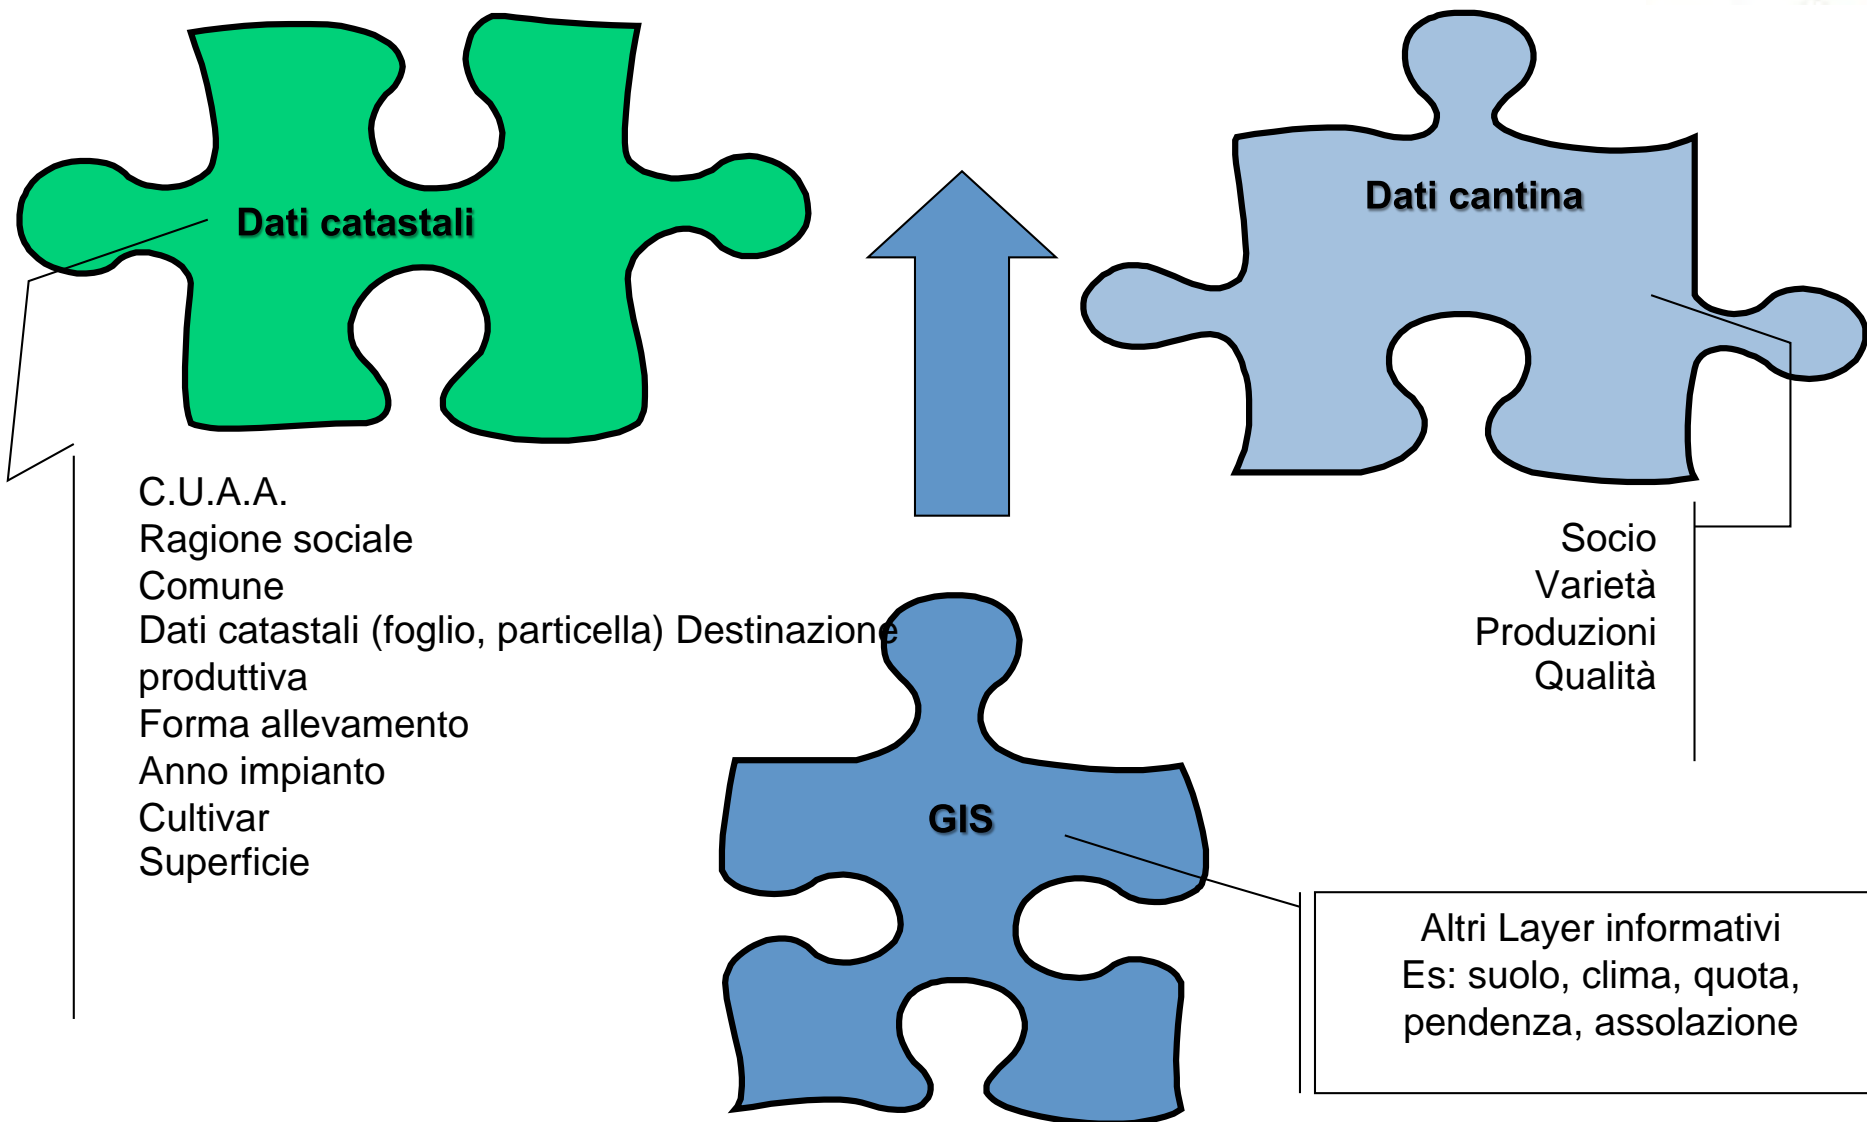 Dati catastali
Dati cantina
C.U.A.A.
Ragione sociale
Comune
Dati catastali (foglio, particella) Destinazione
produttiva
Forma allevamento
Anno impianto
Cultivar
Superficie
Socio
Varietà
Produzioni
Qualità
GIS
Altri Layer informativi
Es: suolo, clima, quota,
pendenza, assolazione